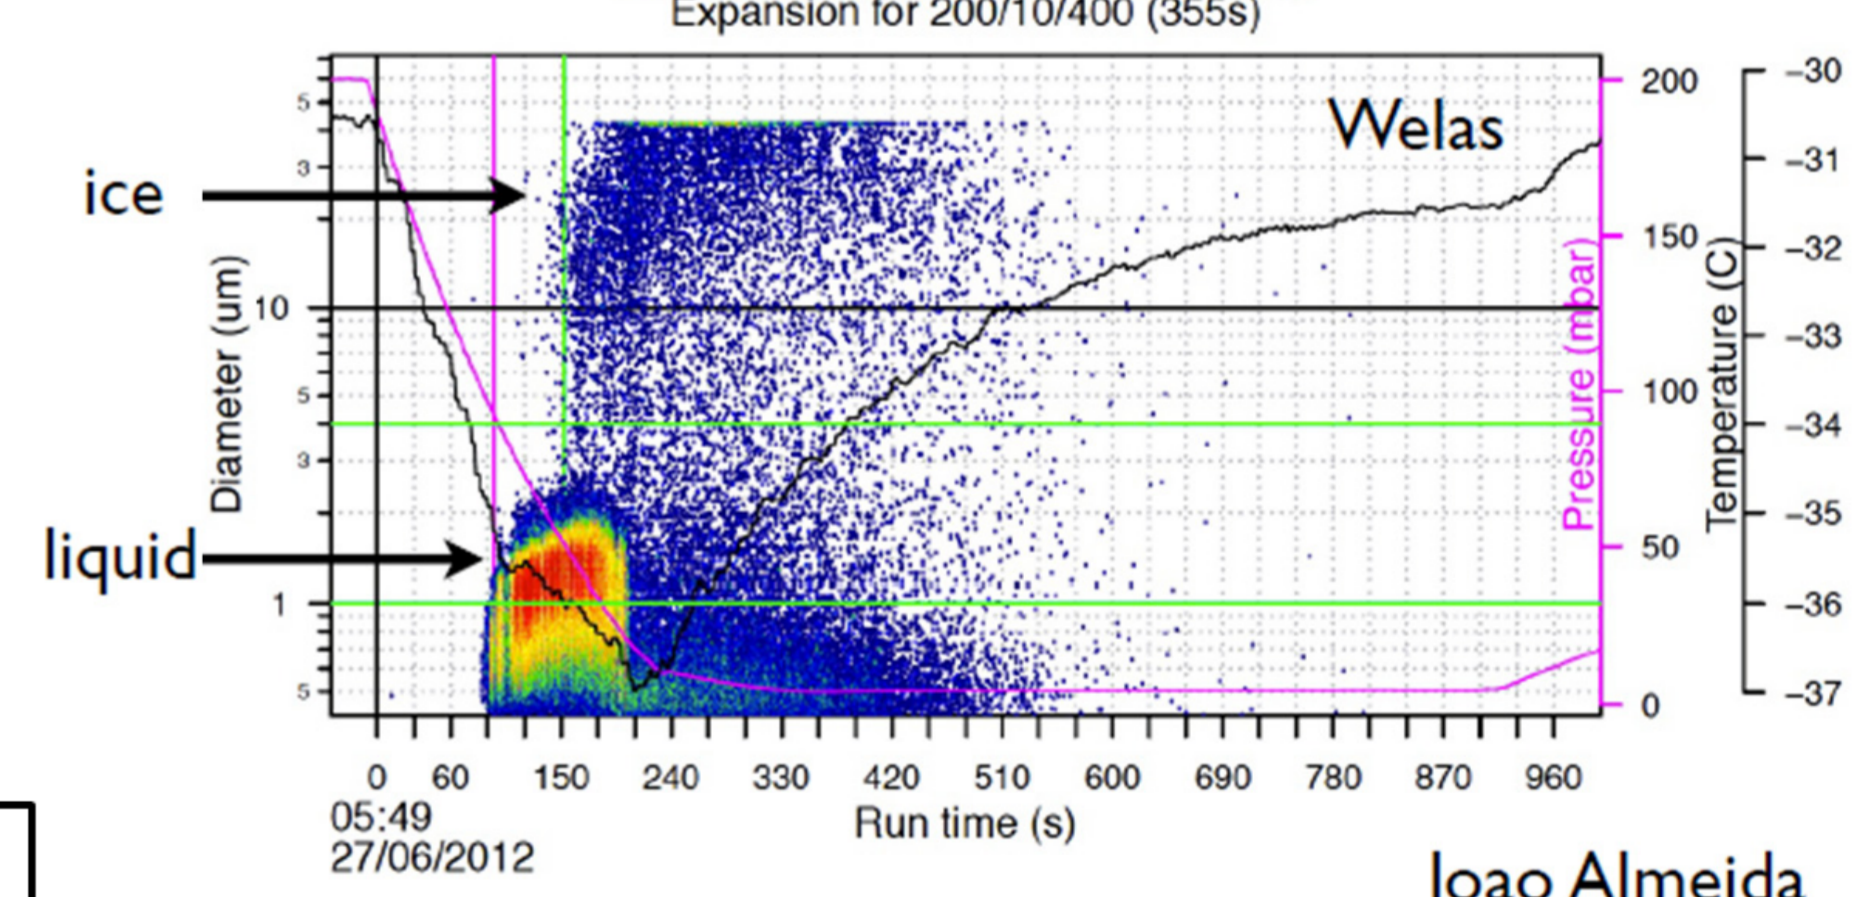 Expansion for 200/10/400 (355s)
Welas
ice
liquid
Diameter (um)
5
3
10
5
3
1
5
200
150
100
50
0
Pressure (mbar)
-30
-31
-32
-33
-34
-35
-36
-37
Temperature (C)
0 60 150 240 330 420 510 600 690 780 870 960
05:49
27/06/2012
Run time (s)
Joao Almeida